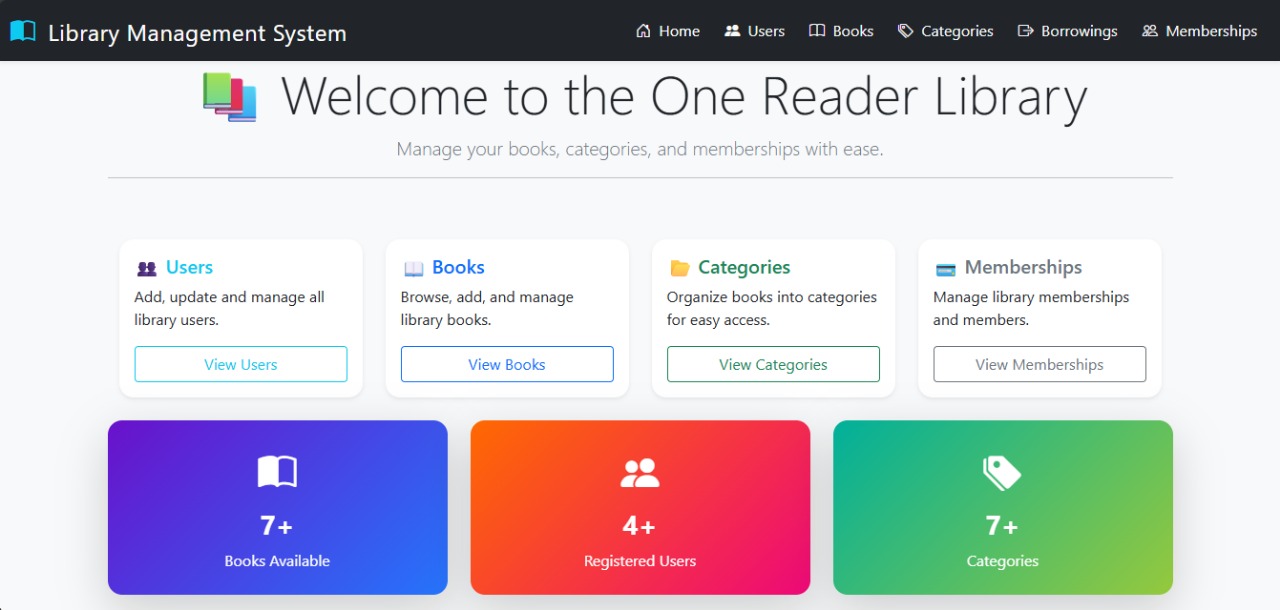 Library Management System
Home Users Books Categories Borrowings Memberships
Welcome to the One Reader Library
Manage your books, categories, and memberships with ease.
Users
Add, update and manage all
library users.
View Users
Books
Browse, add, and manage
library books.
View Books
Categories
Organize books into categories
for easy access.
View Categories
Memberships
Manage library memberships
and members.
View Memberships
7+
Books Available
4+
Registered Users
7+
Categories